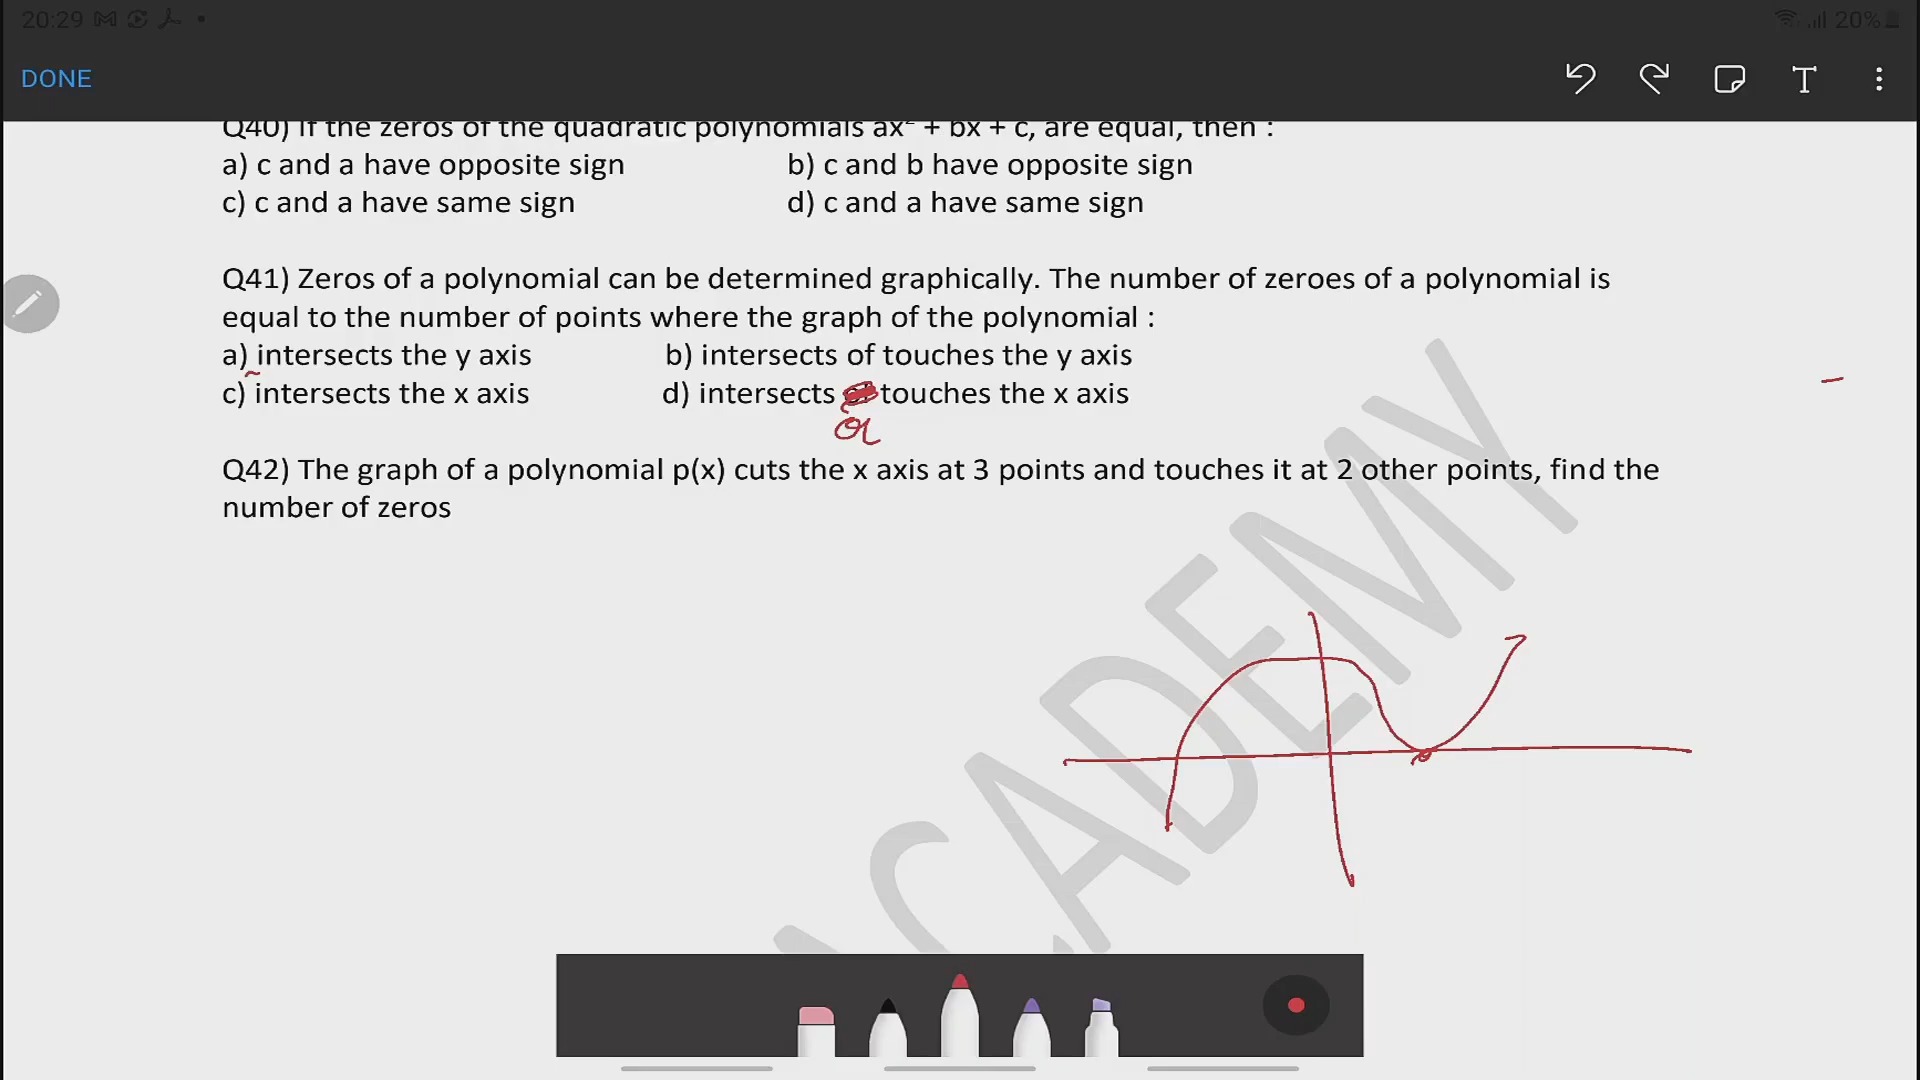 20:29
20%
DONE
Q40) If the zeros of the quadratic polynomials ax² + bx + c, are equal, then :
a) c and a have opposite sign b) c and b have opposite sign
c) c and a have same sign d) c and a have same sign
Q41) Zeros of a polynomial can be determined graphically. The number of zeroes of a polynomial is
equal to the number of points where the graph of the polynomial :
a) intersects the y axis b) intersects of touches the y axis
c) intersects the x axis d) intersects touches the x axis
or
Q42) The graph of a polynomial p(x) cuts the x axis at 3 points and touches it at 2 other points, find the
number of zeros
ACADEMY